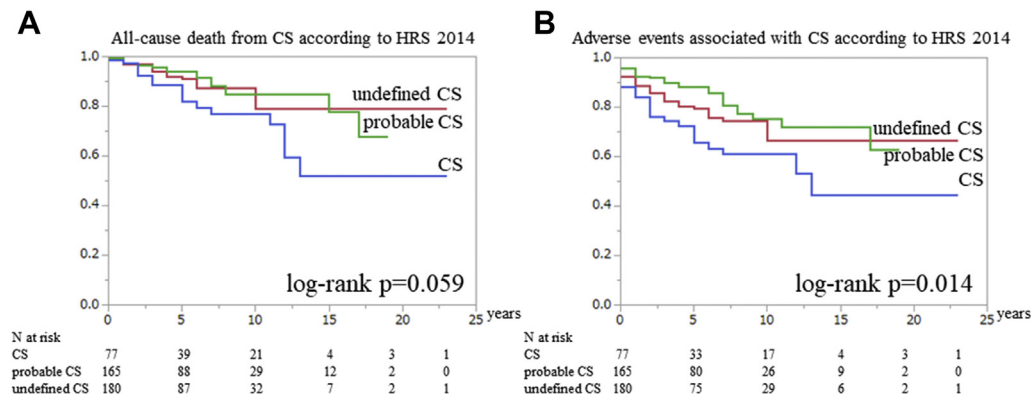 A
All-cause death from CS according to HRS 2014
1.0
0.8
0.6
0.4
0.2
0.0
undefined CS
probable CS
CS
log-rank p=0.059
0 5 10 15 20 25 years
N at risk
CS 77 39 21 4 3 1
probable CS 165 88 29 12 2 0
undefined CS 180 87 32 7 2 1
B
Adverse events associated with CS according to HRS 2014
1.0
0.8
0.6
0.4
0.2
0.0
undefined CS
probable CS
CS
log-rank p=0.014
0 5 10 15 20 25 years
N at risk
CS 77 33 17 4 3 1
probable CS 165 80 26 9 2 0
undefined CS 180 75 29 6 2 1